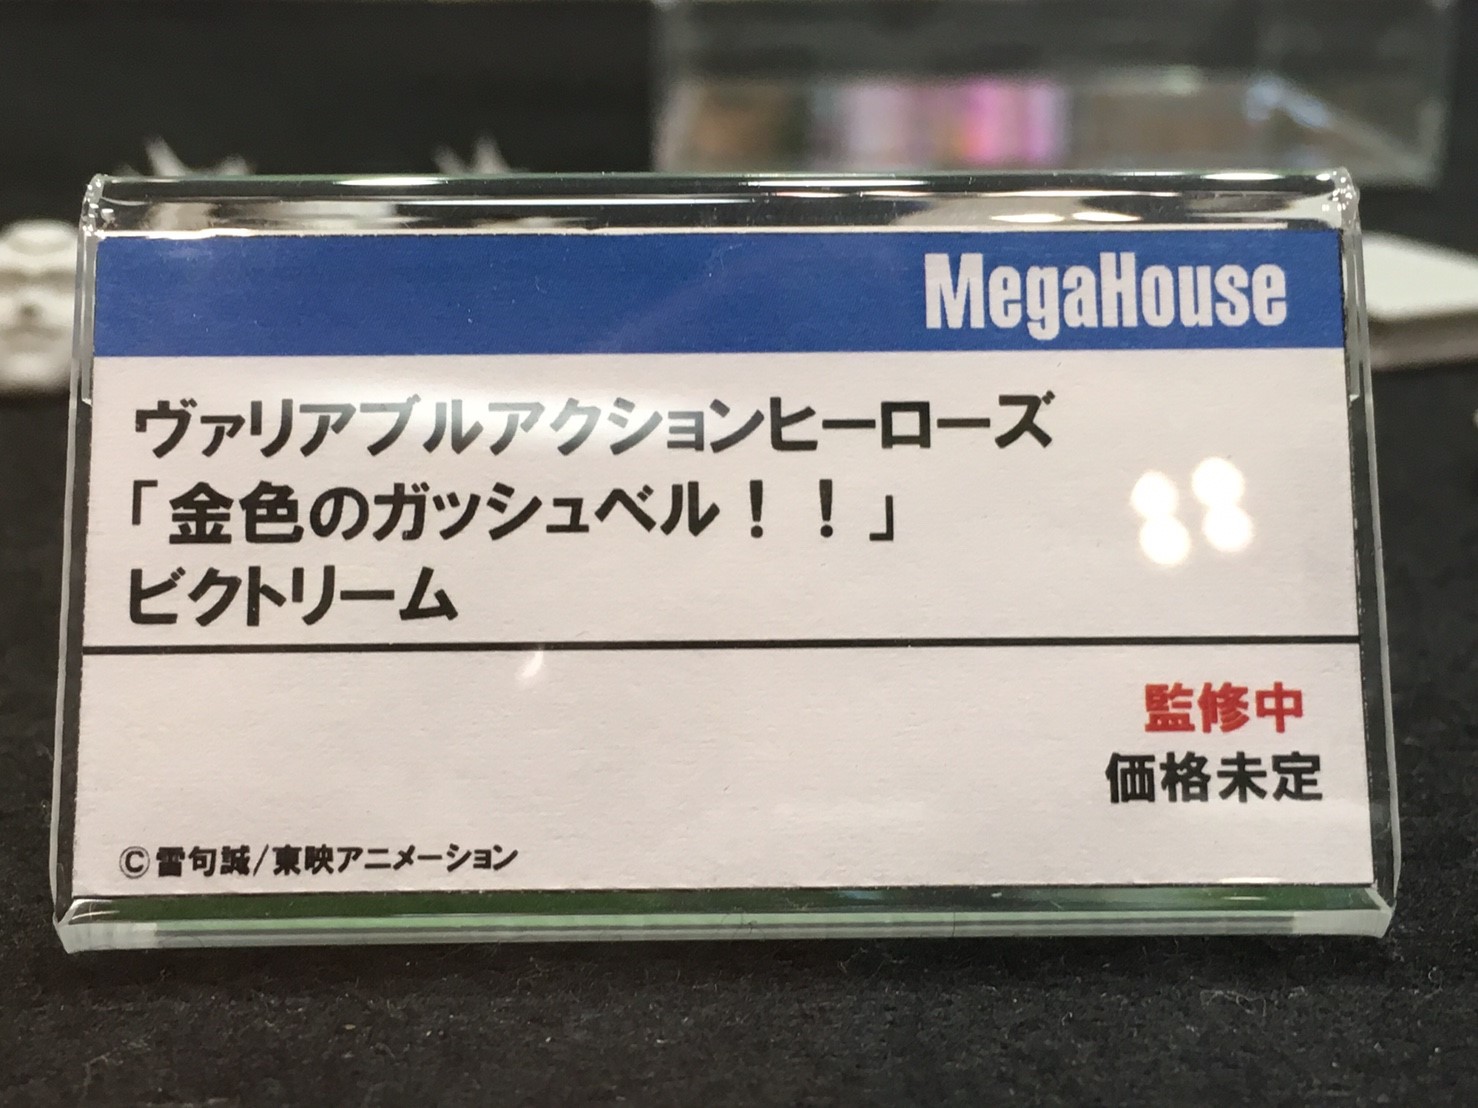 MegaHouse
ヴァリアブルアクションヒーローズ
「金色のガッシュベル！！」
ビクトリーム
監修中
価格未定
©雷句誠/東映アニメーション